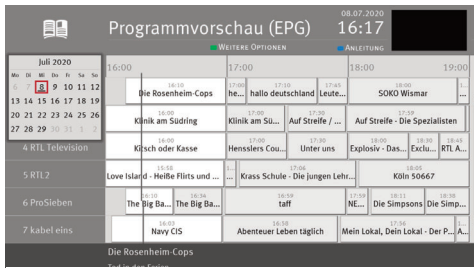 Programmvorschau (EPG)
08.07.2020
16:17
WEITERE OPTIONEN
ANLEITUNG
Juli 2020
Mo Di Mi Do Fr Sa So
6 7 8 9 10 11 12
13 14 15 16 17 18 19
20 21 22 23 24 25 26
27 28 29 30 31 1 2
16:00 17:00 18:00 19:00
16:10 17:00 17:10 17:45 18:00
Die Rosenheim-Cops he... hallo deutschland Leute... SOKO Wismar ...
16:00 17:00 17:30 17:59
Klinik am Südring Klinik am Sü... Auf Streife / ... Auf Streife - Die Spezialisten
4 RTL Television
16:00 17:00 17:30 18:00 18:30 18:45
Kitsch oder Kasse Hensslers Cou... Unter uns Explosiv - Das... Exclu... RTL A...
5 RTL2
15:58 17:05 18:05
Love Island - Heiße Flirts und ... ... Krass Schule - Die jungen Lehr... Köln 50667
6 ProSieben
16:10 16:34 16:59 17:59 18:11 18:38
The Big Ba... The Big Ba... taff NE... Die Simpsons Die Simp...
7 kabel eins
16:03 16:58 17:56
Navy CIS Abenteuer Leben täglich Mein Lokal, Dein Lokal - Der P... A...
Die Rosenheim-Cops
Tod in den Ferien